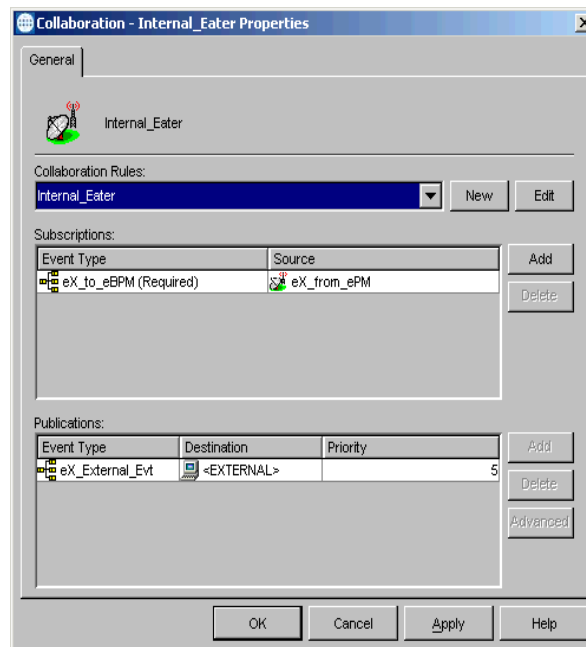 Collaboration - Internal_Eater Properties
General
Internal_Eater
Collaboration Rules:
Internal_Eater
New
Edit
Subscriptions:
Event Type Source
eX_to_eBPM (Required) eX_from_ePM
Add
Delete
Publications:
Event Type Destination Priority
eX_External_Evt <EXTERNAL> 5
Add
Delete
Advanced
OK Cancel Apply Help